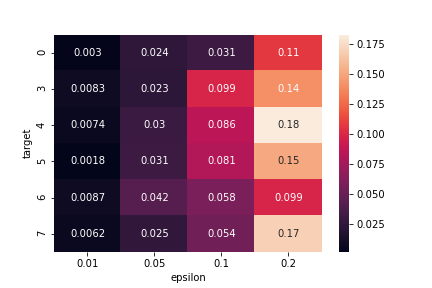 0 0.003 0.024 0.031 0.11 0.175
3 0.0083 0.023 0.099 0.14 0.150
4 0.0074 0.03 0.086 0.18 0.125
target
5 0.0018 0.031 0.081 0.15 0.100
6 0.0087 0.042 0.058 0.099 0.075
7 0.0062 0.025 0.054 0.17 0.050
0.025
0.01 0.05 0.1 0.2
epsilon